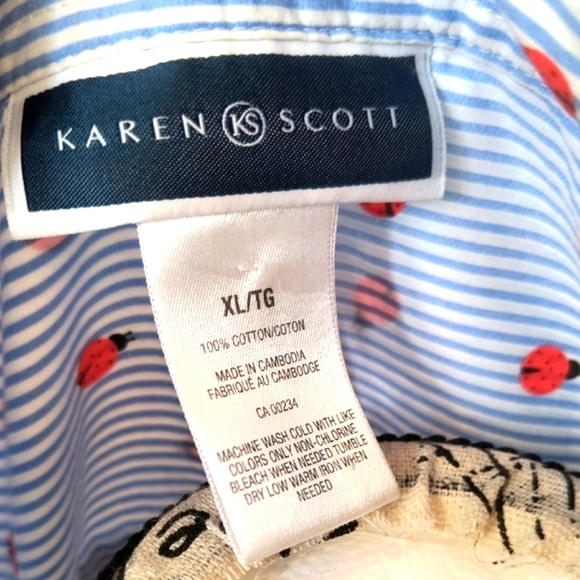 KAREN KS SCOTT
XL/TG
100% COTTON/COTON
MADE IN CAMBODIA
FABRIQUÉ AU CAMBODGE
CA 00234
MACHINE WASH COLD WITH LIKE
COLORS ONLY NON-CHLORINE
BLEACH WHEN NEEDED TUMBLE
DRY LOW WARM IRON WHEN
NEEDED